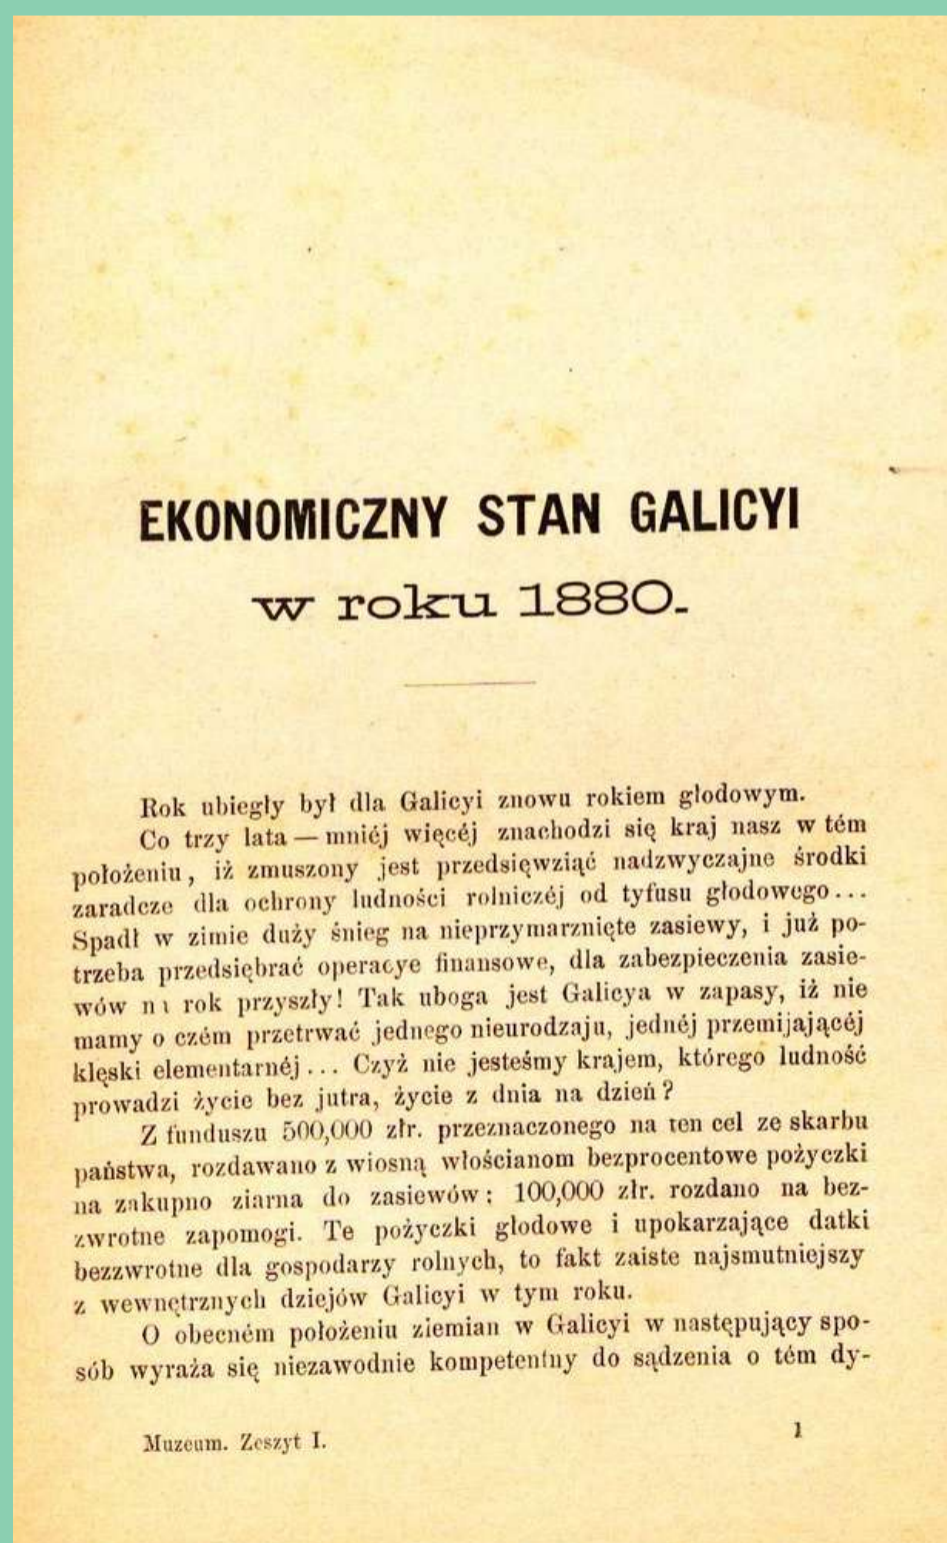 EKONOMICZNY STAN GALICYI
w roku 1880.
Rok ubiegły był dla Galicyi znowu rokiem głodowym.
Co trzy lata — mniéj więcéj znachodzi się kraj nasz w tém
położeniu, iż zmuszony jest przedsięwziąć nadzwyczajne środki
zaradcze dla ochrony ludności rolniczéj od tyfusu głodowego...
Spadł w zimie duży śnieg na nieprzymarznięte zasiewy, i już po-
trzeba przedsiębrać operacye finansowe, dla zabezpieczenia zasie-
wów na rok przyszły! Tak uboga jest Galicya w zapasy, iż nie
mamy o czém przetrwać jednego nieurodzaju, jednéj przemijającéj
klęski elementarnéj... Czyż nie jesteśmy krajem, którego ludność
prowadzi życie bez jutra, życie z dnia na dzień?
Z funduszu 500,000 złr. przeznaczonego na ten cel ze skarbu
państwa, rozdawano z wiosną włościanom bezprocentowe pożyczki
na zakupno ziarna do zasiewów: 100,000 złr. rozdano na bez-
zwrotne zapomogi. Te pożyczki głodowe i upokarzające datki
bezzwrotne dla gospodarzy rolnych, to fakt zaiste najsmutniejszy
z wewnętrznych dziejów Galicyi w tym roku.
O obecném położeniu ziemian w Galicyi w następujący spo-
sób wyraża się niezawodnie kompetentny do sądzenia o tém dy-
Muzeum. Zeszyt I.
1